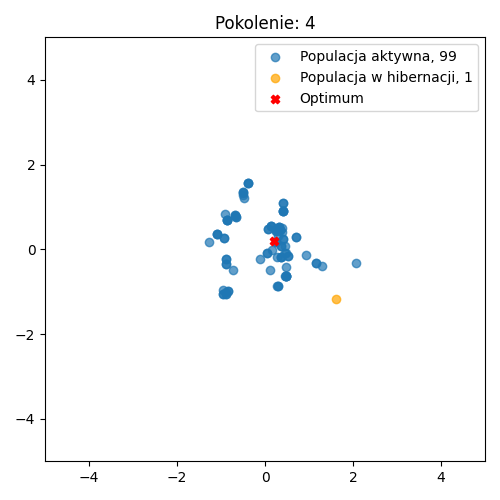 Pokolenie: 4
Populacja aktywna, 99
Populacja w hibernacji, 1
Optimum
4
2
0
−2
−4
−4 −2 0 2 4